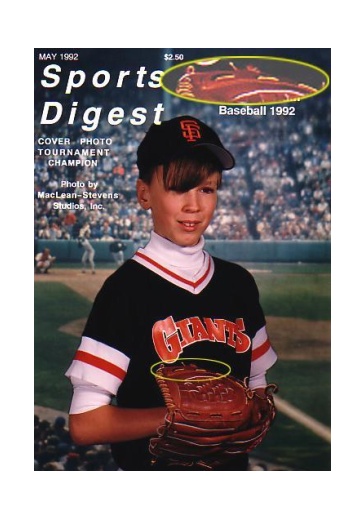 MAY 1992
$2.50
Sports
Digest
Baseball 1992
COVER PHOTO
TOURNAMENT
CHAMPION
Photo by
MacLean-Stevens
Studios, Inc.
SF
GIANTS